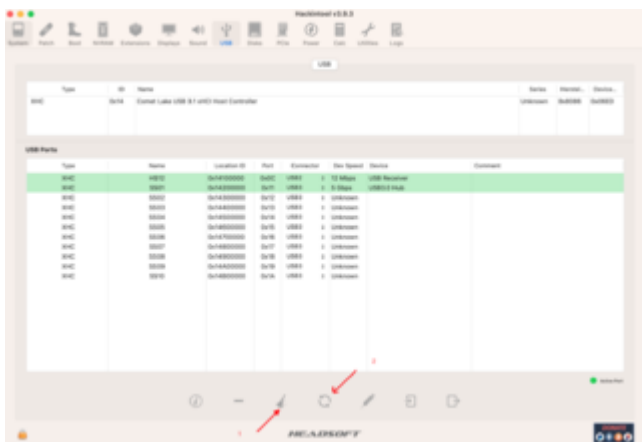 Hackintool v3.9.3
System Patch Boot NVRAM Extensions Displays Sound USB Disks PCIe Power Calc Utilities Logs
USB
Type ID Name Series Vendor... Device...
XHC 0x14 Comet Lake USB 3.1 xHCI Host Controller Unknown 0x8086
USB Ports
Type Name Location ID Port Connector Dev Speed Device Comment
XHC HS12 0x14100000 0x0C USB3 12 Mbps USB Receiver
XHC SS01 0x14200000 0x11 USB3 5 Gbps USB3.0 Hub
XHC SS02 0x14300000 0x12 USB3 Unknown
XHC SS03 0x14400000 0x13 USB3 Unknown
XHC SS04 0x14500000 0x14 USB3 Unknown
XHC SS05 0x14600000 0x15 USB3 Unknown
XHC SS06 0x14700000 0x16 USB3 Unknown
XHC SS07 0x14800000 0x17 USB3 Unknown
XHC SS08 0x14900000 0x18 USB3 Unknown
XHC SS09 0x14A00000 0x19 USB3 Unknown
XHC SS10 0x14B00000 0x1A USB3 Unknown
2
1
HEADSOFT
DONATE